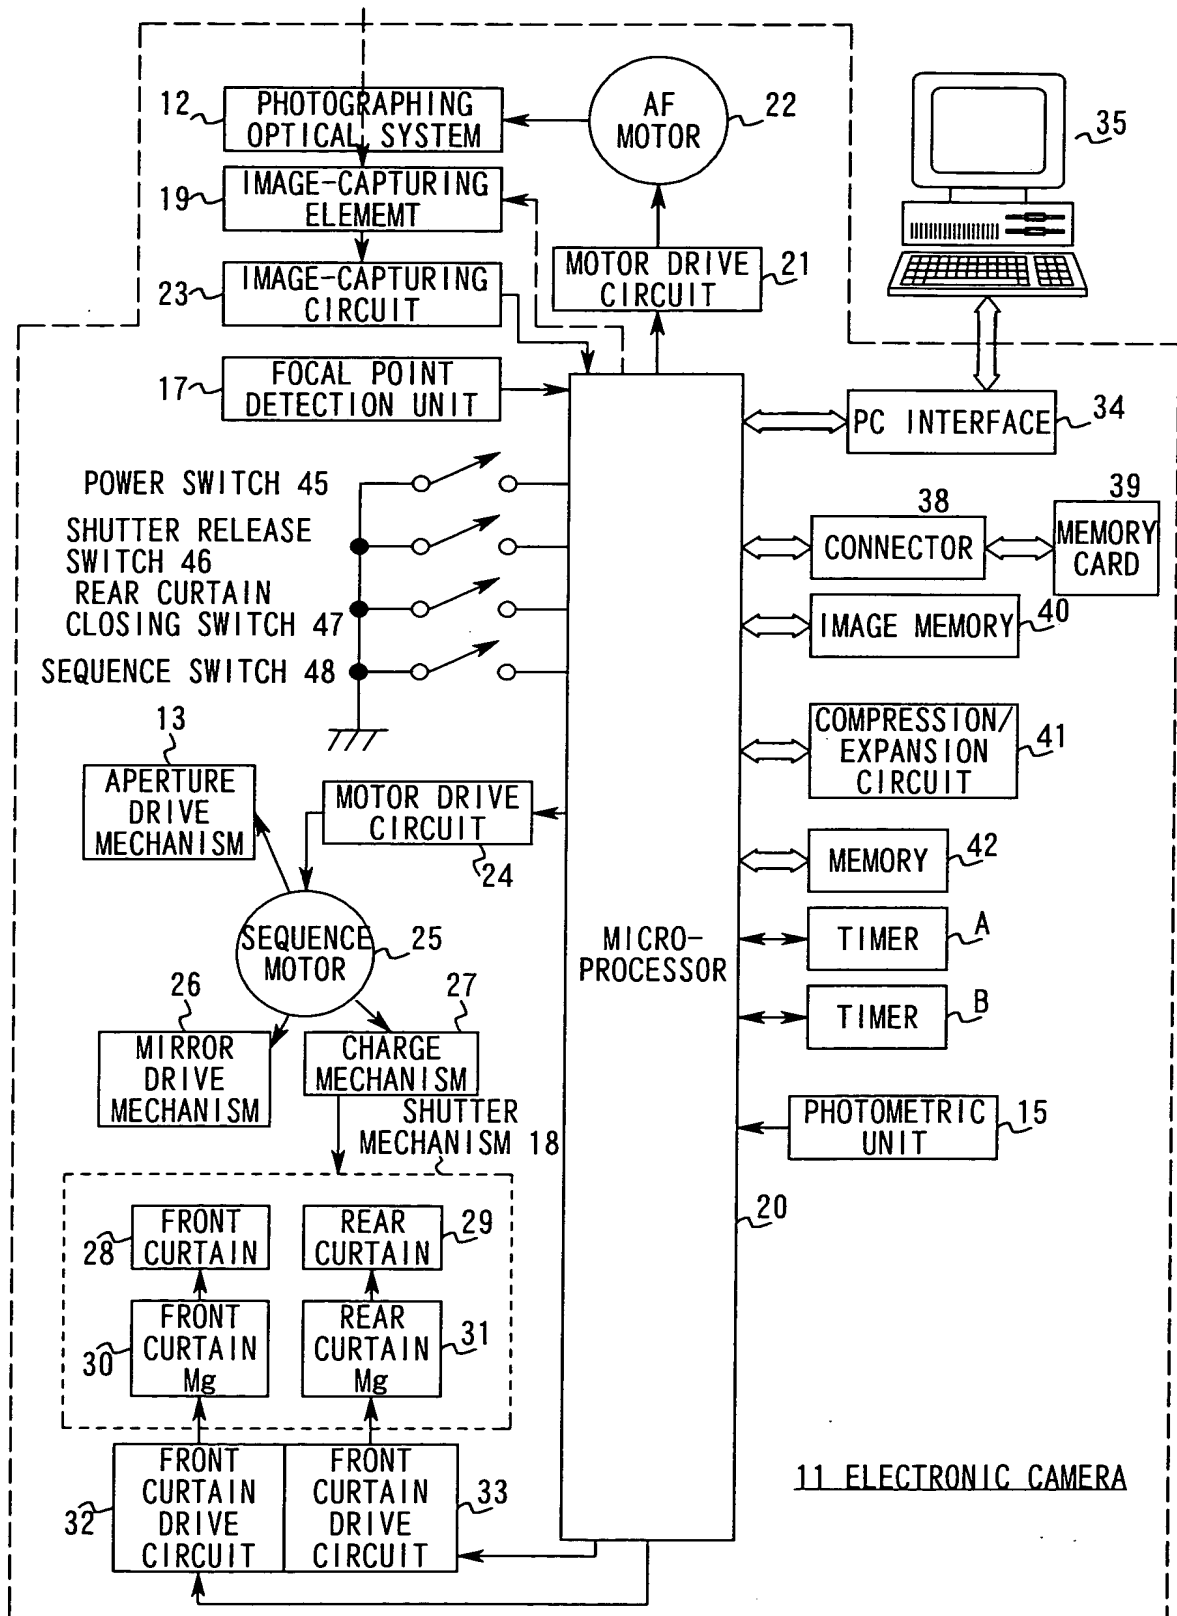 12
PHOTOGRAPHING
OPTICAL SYSTEM
AF
MOTOR
22
35
19
IMAGE-CAPTURING
ELEMEMT
23
IMAGE-CAPTURING
CIRCUIT
MOTOR DRIVE
CIRCUIT
21
17
FOCAL POINT
DETECTION UNIT
PC INTERFACE
34
POWER SWITCH 45
SHUTTER RELEASE
SWITCH 46
REAR CURTAIN
CLOSING SWITCH 47
SEQUENCE SWITCH 48
38
CONNECTOR
39
MEMORY
CARD
IMAGE MEMORY
40
COMPRESSION/
EXPANSION
CIRCUIT
41
13
APERTURE
DRIVE
MECHANISM
MOTOR DRIVE
CIRCUIT
24
MEMORY
42
SEQUENCE
MOTOR
25
MICRO-
PROCESSOR
TIMER
A
TIMER
B
26
MIRROR
DRIVE
MECHANISM
27
CHARGE
MECHANISM
SHUTTER
MECHANISM 18
PHOTOMETRIC
UNIT
15
20
28
FRONT
CURTAIN
REAR
CURTAIN
29
30
FRONT
CURTAIN
Mg
REAR
CURTAIN
Mg
31
32
FRONT
CURTAIN
DRIVE
CIRCUIT
FRONT
CURTAIN
DRIVE
CIRCUIT
33
11 ELECTRONIC CAMERA